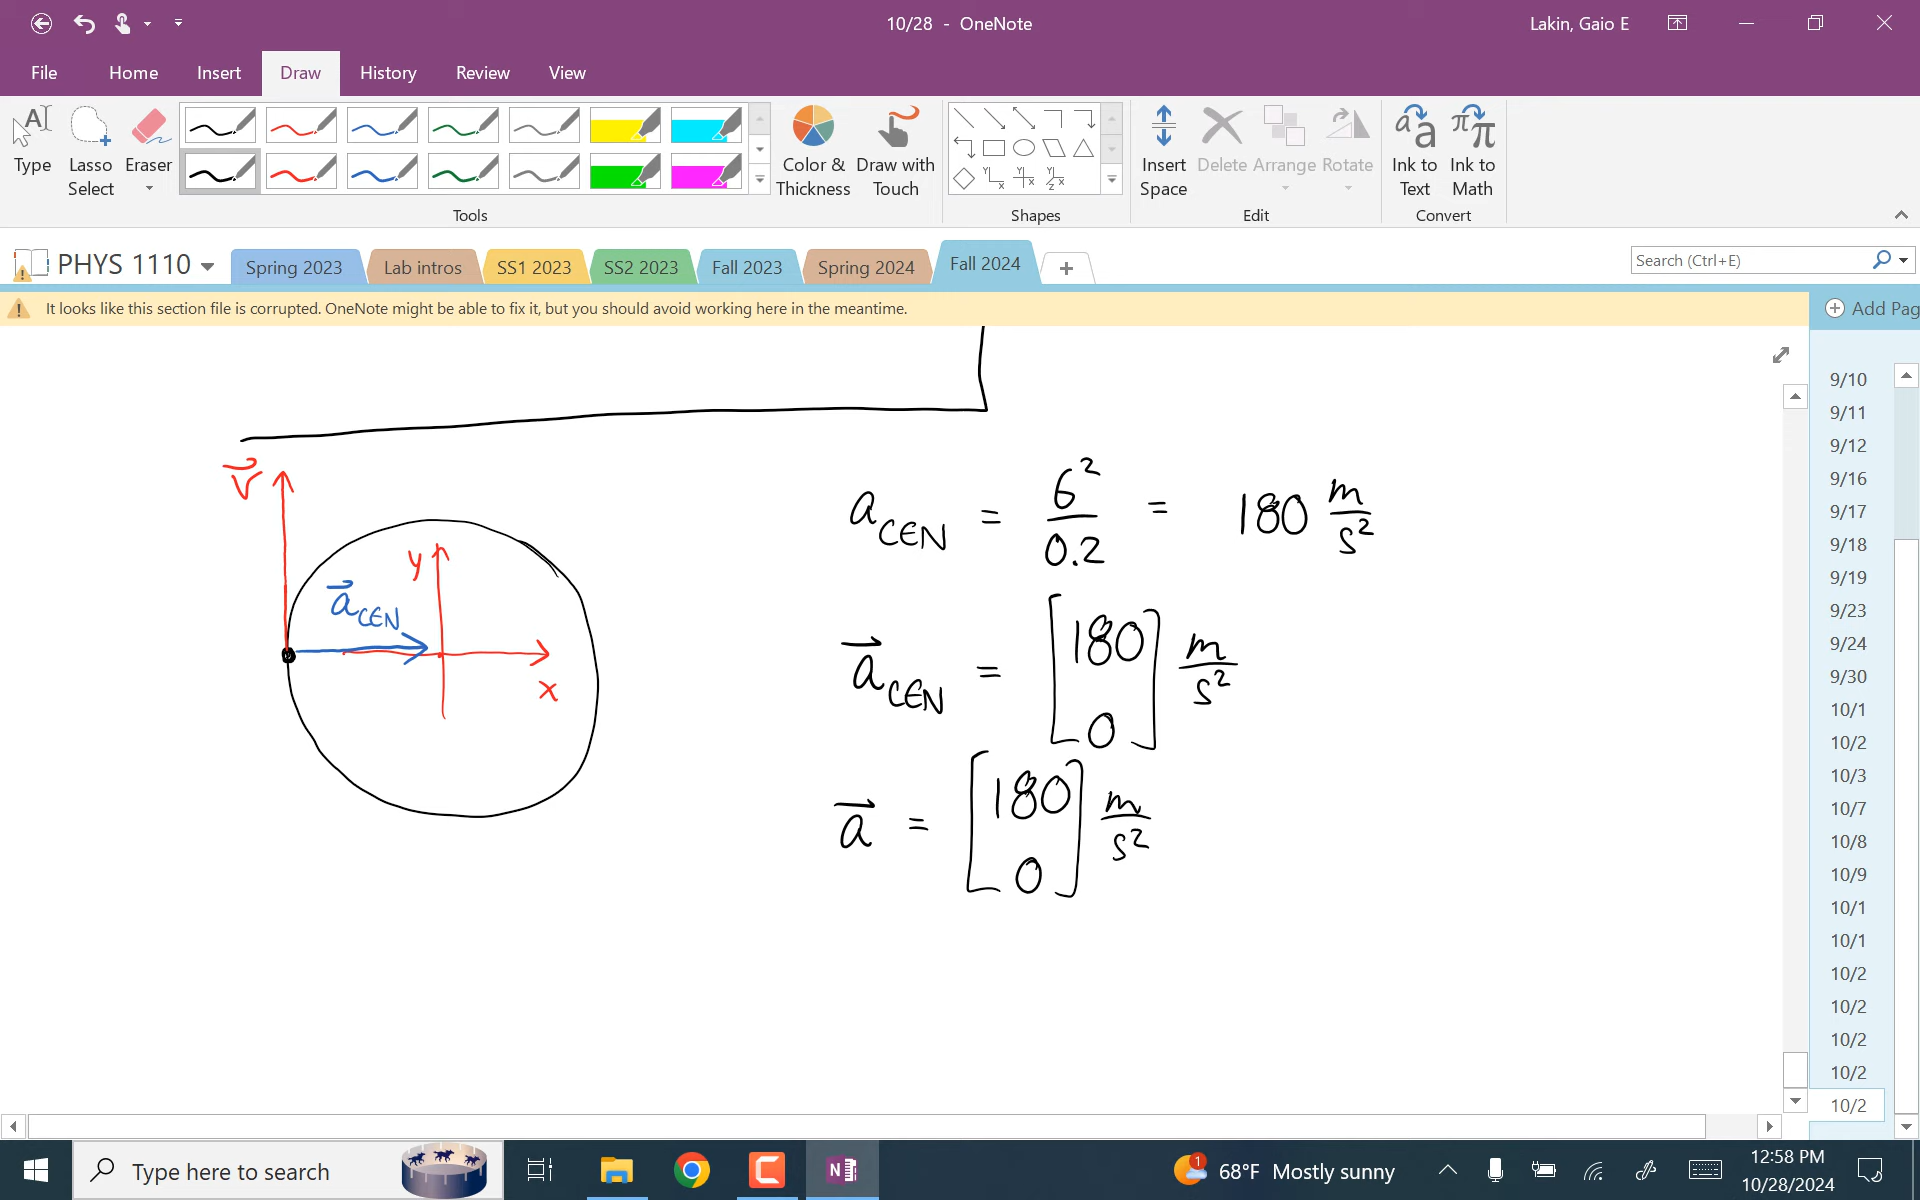 10/28 - OneNote
Lakin, Gaio E
File Home Insert Draw History Review View
Type
Lasso Select
Eraser
Color & Thickness
Draw with Touch
Insert Space
Delete
Arrange
Rotate
Ink to Text
Ink to Math
Tools
Shapes
Edit
Convert
PHYS 1110
Spring 2023
Lab intros
SS1 2023
SS2 2023
Fall 2023
Spring 2024
Fall 2024
Search (Ctrl+E)
It looks like this section file is corrupted. OneNote might be able to fix it, but you should avoid working here in the meantime.
Add Pag
v⃗
y
a⃗CEN
x
aCEN = 6²/0.2 = 180 m/s²
a⃗CEN = [180 0] m/s²
a⃗ = [180 0] m/s²
9/10
9/11
9/12
9/16
9/17
9/18
9/19
9/23
9/24
9/30
10/1
10/2
10/3
10/7
10/8
10/9
10/1
10/1
10/2
10/2
10/2
10/2
10/2
Type here to search
1
68°F Mostly sunny
12:58 PM
10/28/2024